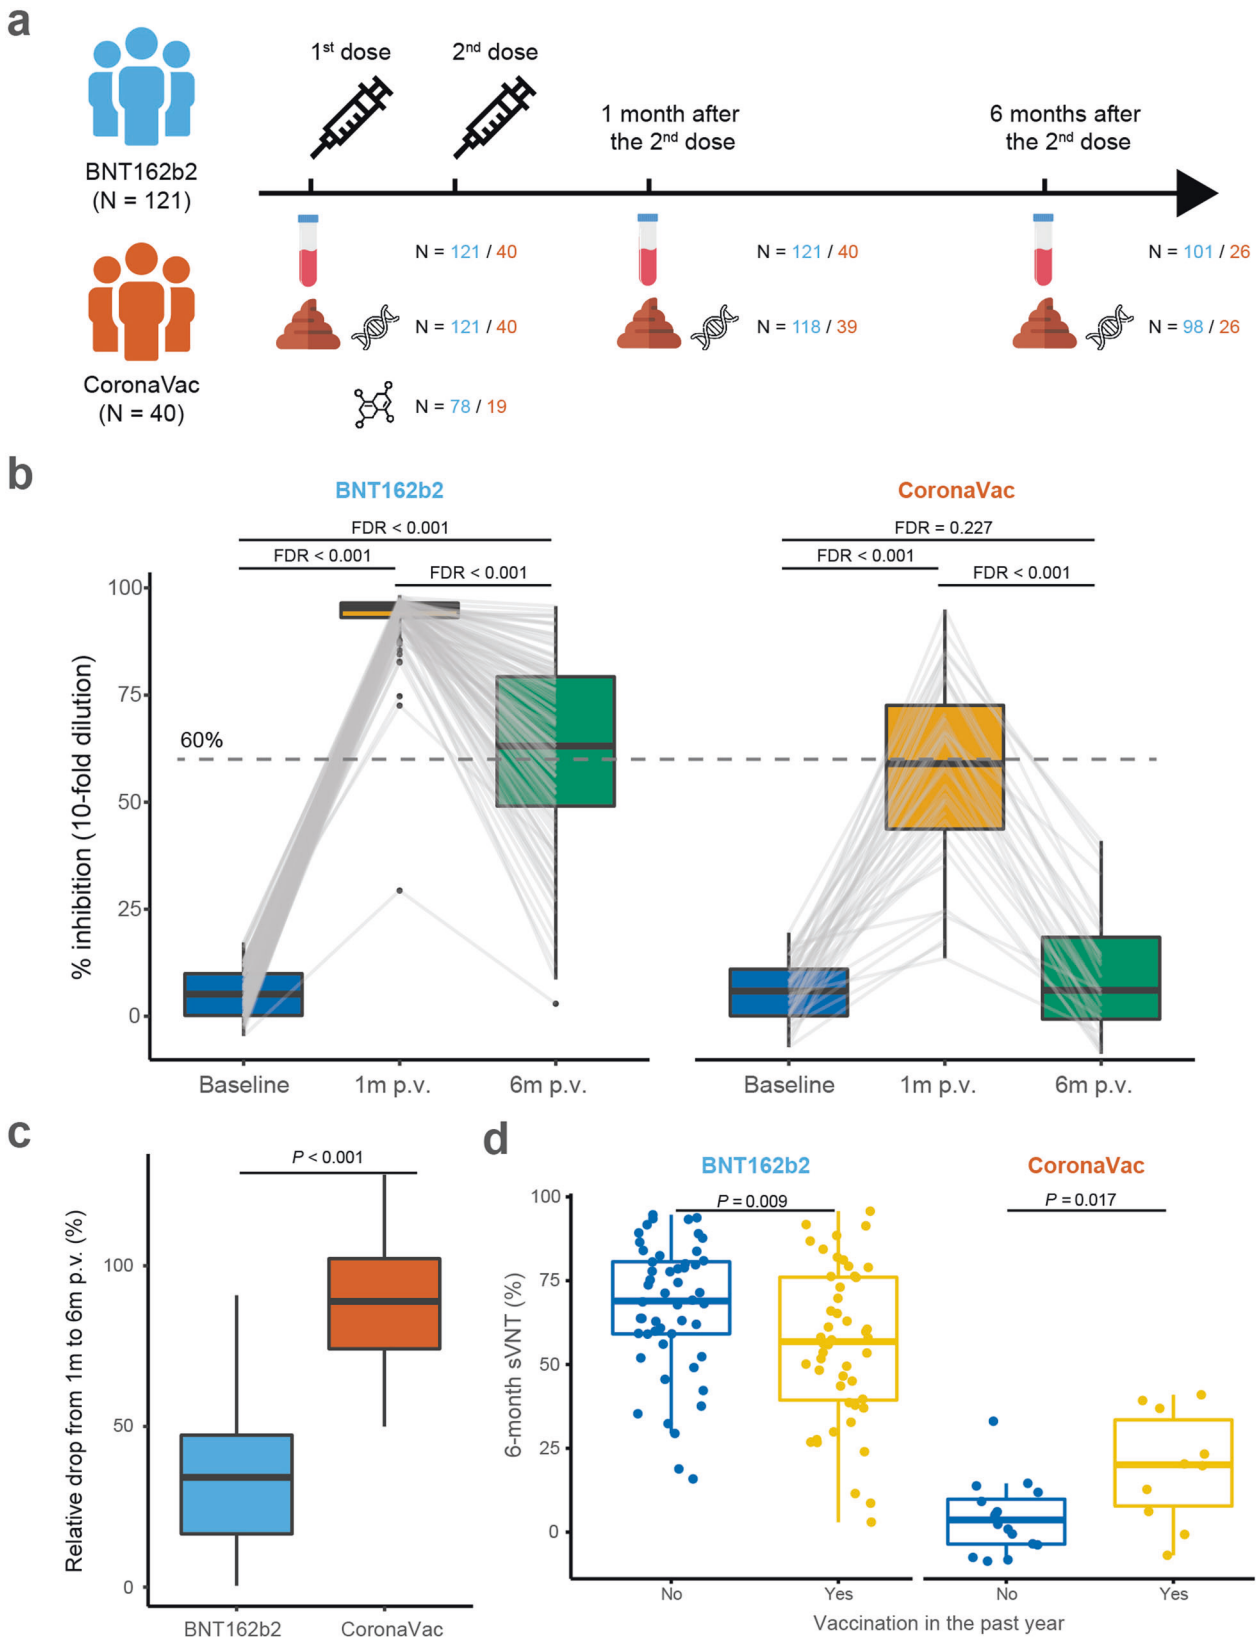 a
1st dose
2nd dose
1 month after
the 2nd dose
6 months after
the 2nd dose
BNT162b2
(N = 121)
N = 121 / 40
N = 121 / 40
N = 101 / 26
N = 121 / 40
N = 118 / 39
N = 98 / 26
CoronaVac
(N = 40)
N = 78 / 19
b
BNT162b2
CoronaVac
FDR < 0.001
FDR = 0.227
FDR < 0.001
FDR < 0.001
FDR < 0.001
FDR < 0.001
% inhibition (10-fold dilution)
100
75
60%
50
25
0
Baseline
1m p.v.
6m p.v.
Baseline
1m p.v.
6m p.v.
c
P < 0.001
Relative drop from 1m to 6m p.v. (%)
100
50
0
BNT162b2
CoronaVac
d
BNT162b2
CoronaVac
P = 0.009
P = 0.017
6-month sVNT (%)
100
75
50
25
0
No
Yes
No
Yes
Vaccination in the past year